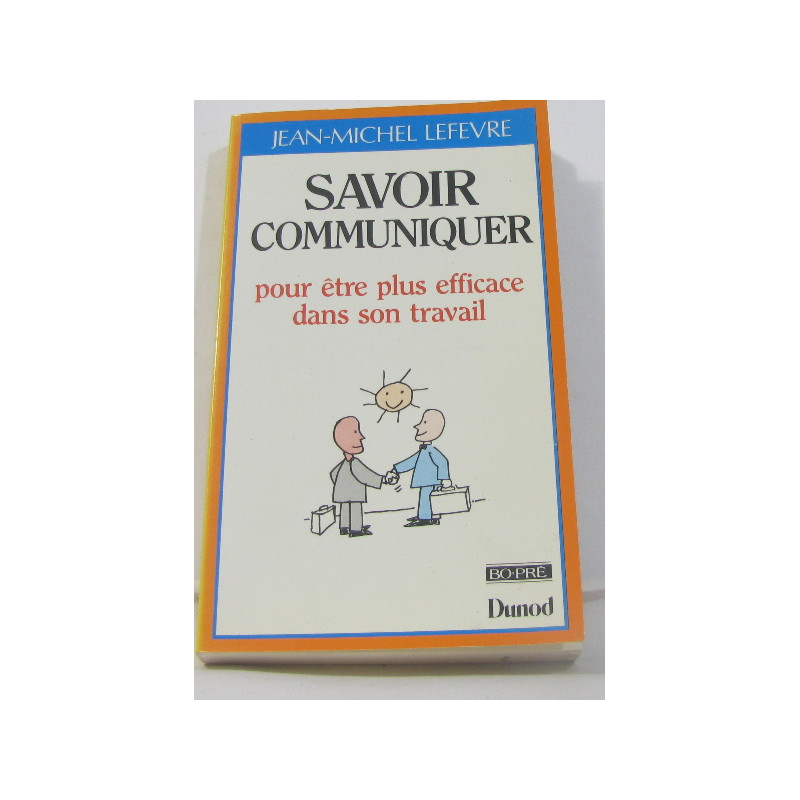 JEAN-MICHEL LEFEVRE
SAVOIR
COMMUNIQUER
pour être plus efficace
dans son travail
BO•PRÉ
Dunod